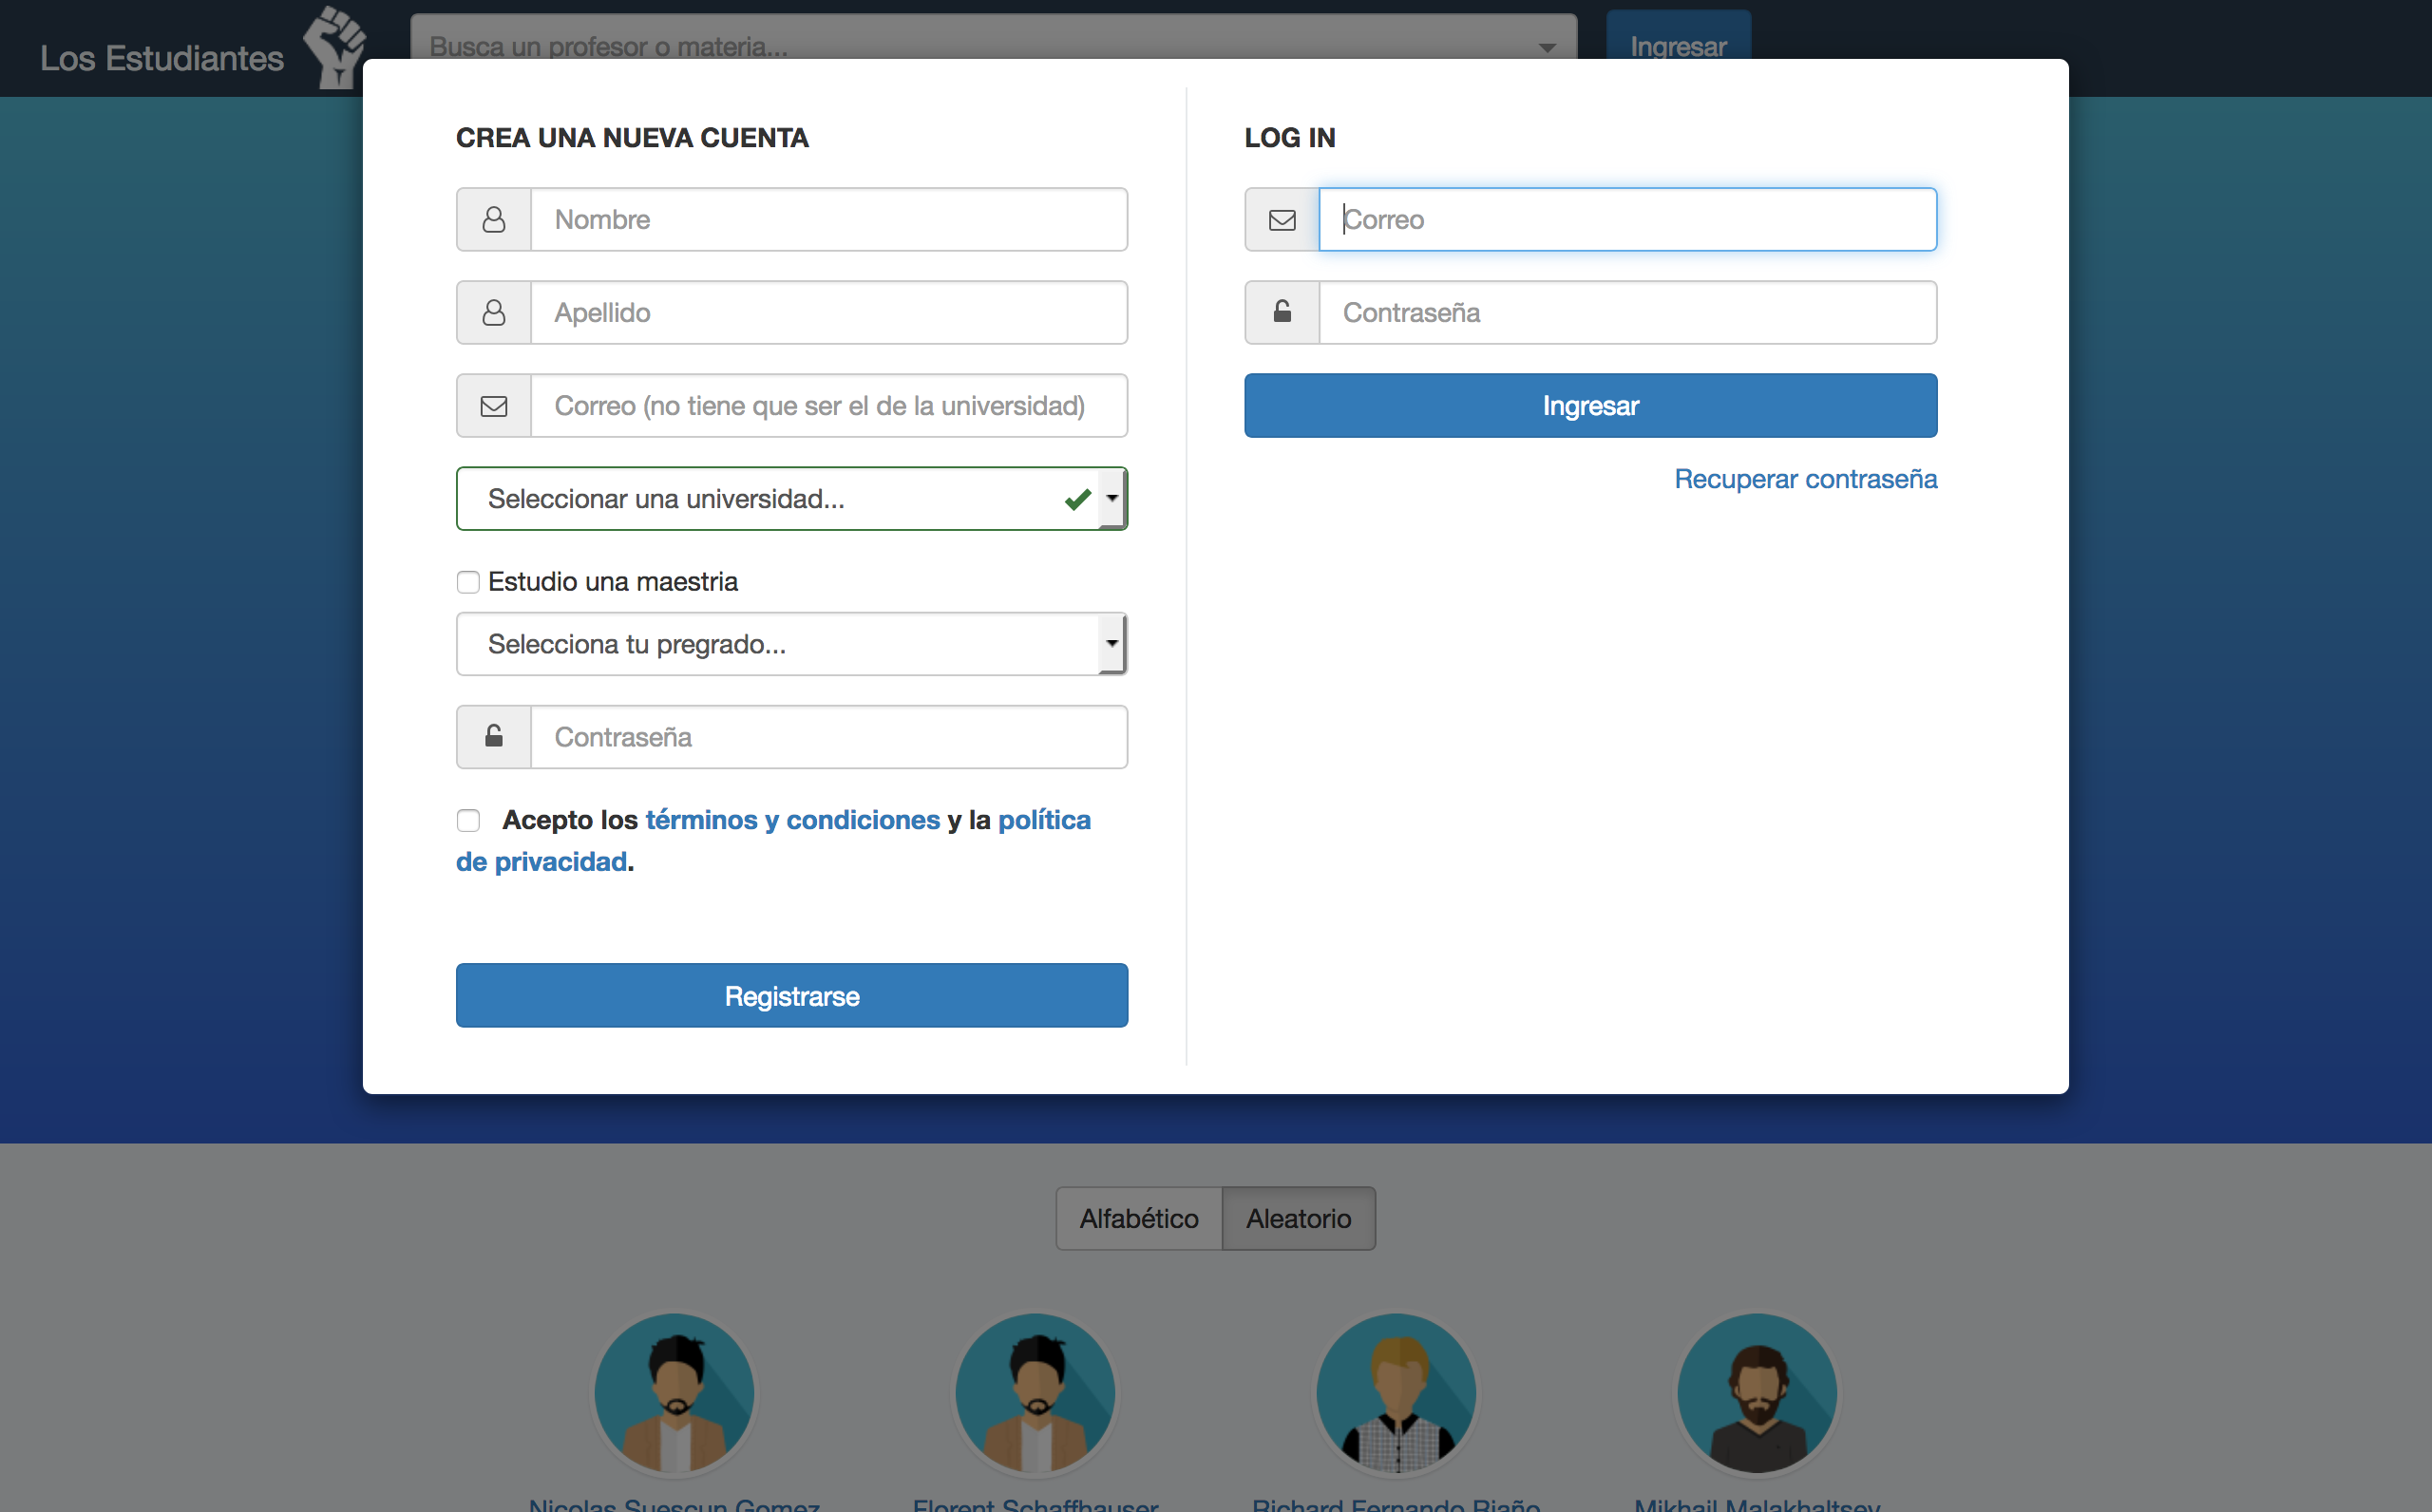 Los Estudiantes
Busca un profesor o materia...
Ingresar
CREA UNA NUEVA CUENTA
Nombre
Apellido
Correo (no tiene que ser el de la universidad)
Seleccionar una universidad...
Estudio una maestria
Selecciona tu pregrado...
Contraseña
Acepto los términos y condiciones y la política
de privacidad.
Registrarse
LOG IN
Correo
Contraseña
Ingresar
Recuperar contraseña
Alfabético
Aleatorio
Nicolas Suescun Gomez
Florent Schaffhauser
Richard Fernando Riaño
Mikhail Malakhaltsev